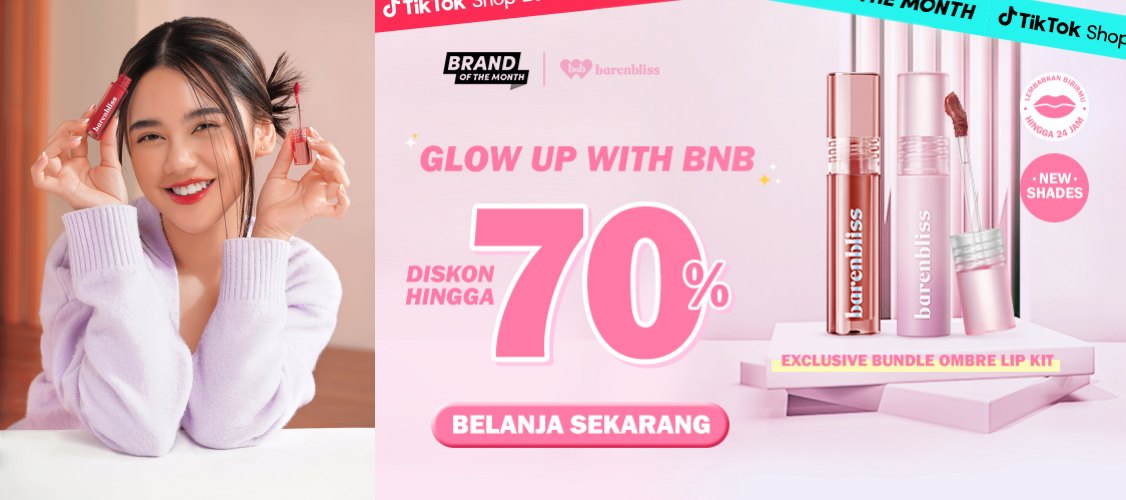 barenbliss
TikTok Shop
THE MONTH
TikTok Shop
BRAND
OF THE MONTH
bnb barenbliss
GLOW UP WITH BNB
DISKON
HINGGA
70%
BELANJA SEKARANG
barenbliss
barenbliss
LEMBABKAN BIBIRMU
HINGGA 24 JAM
• NEW •
SHADES
EXCLUSIVE BUNDLE OMBRE LIP KIT